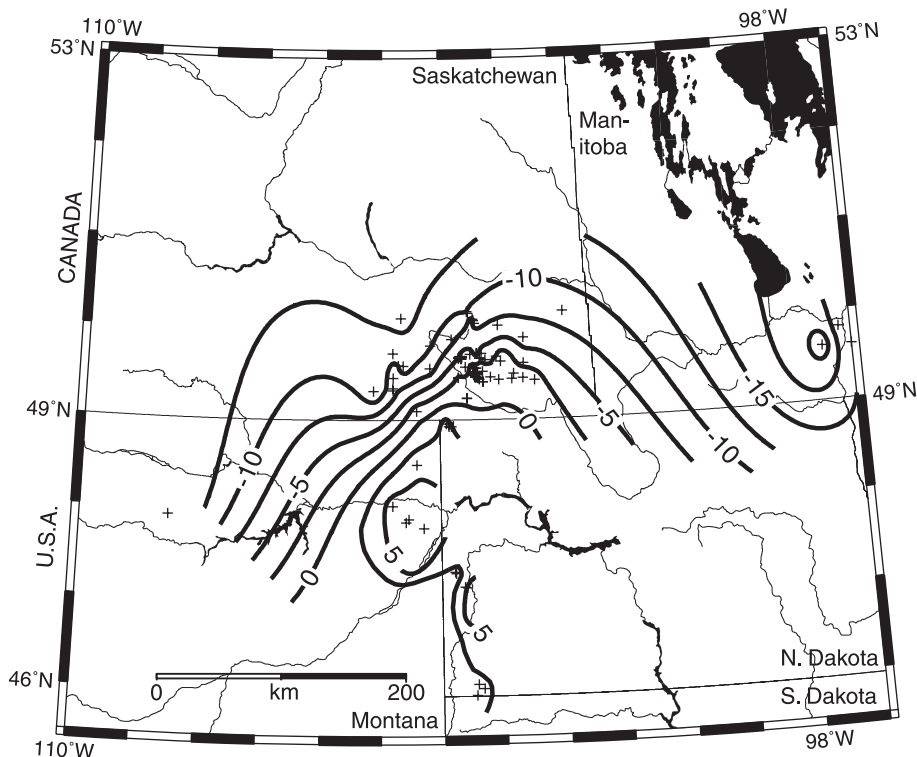 110˚W
98˚W
53˚N
53˚N
Saskatchewan
Man-
itoba
CANADA
-10
49˚N
49˚N
-15
-5
0
-10
-10
-5
U.S.A.
5
0
5
N. Dakota
46˚N
0
200
km
S. Dakota
Montana
110˚W
98˚W